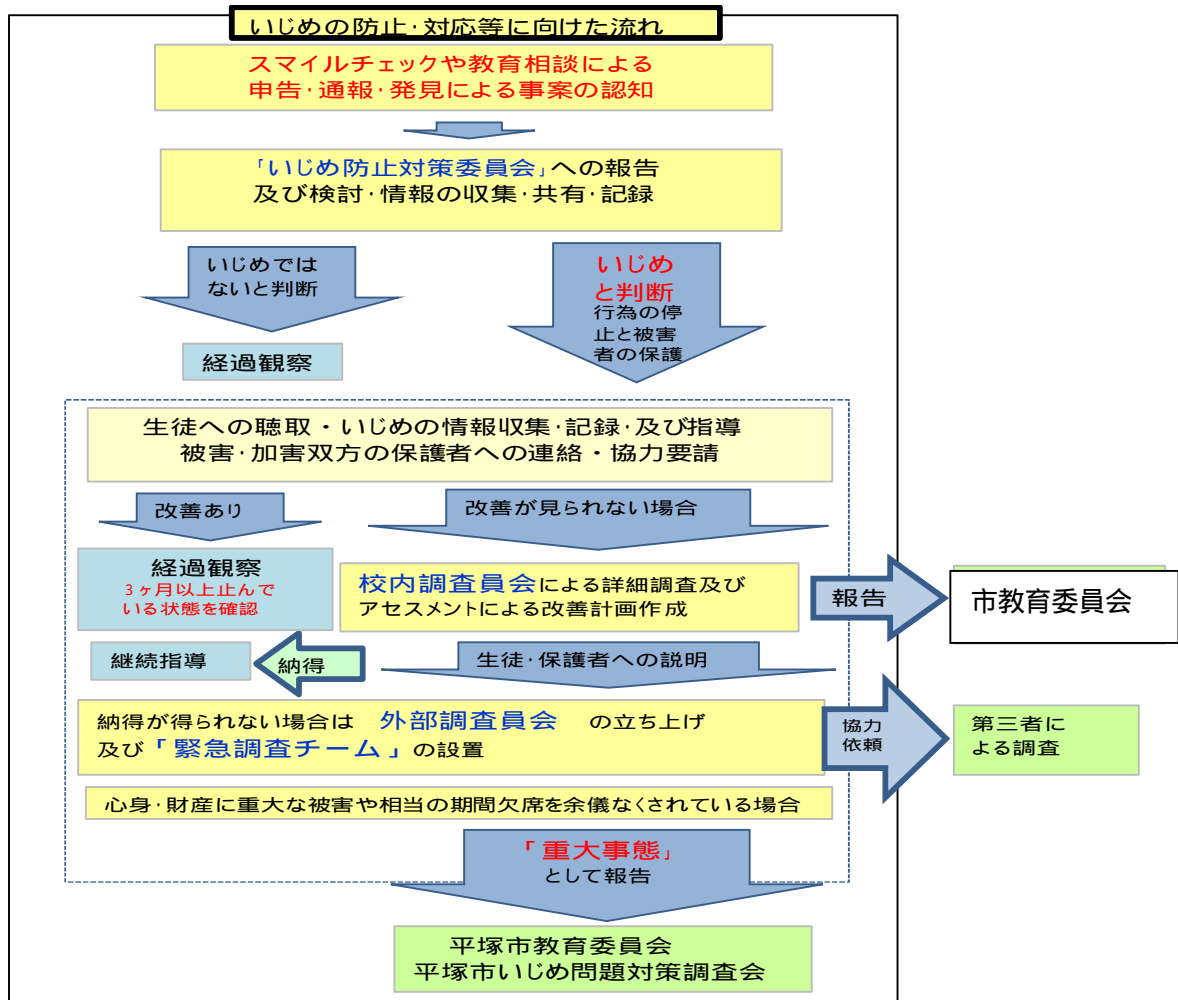 いじめの防止・対応等に向けた流れ
スマイルチェックや教育相談による
申告・通報・発見による事案の認知
「いじめ防止対策委員会」への報告
及び検討・情報の収集・共有・記録
いじめでは
ないと判断
いじめ
と判断
行為の停
止と被害
者の保護
経過観察
生徒への聴取・いじめの情報収集・記録・及び指導
被害・加害双方の保護者への連絡・協力要請
改善あり
改善が見られない場合
経過観察
3ヶ月以上止んで
いる状態を確認
校内調査員会による詳細調査及び
アセスメントによる改善計画作成
報告
市教育委員会
継続指導
納得
生徒・保護者への説明
納得が得られない場合は 外部調査員会 の立ち上げ
及び「緊急調査チーム」の設置
協力
依頼
第三者に
よる調査
心身・財産に重大な被害や相当の期間欠席を余儀なくされている場合
「重大事態」
として報告
平塚市教育委員会
平塚市いじめ問題対策調査会